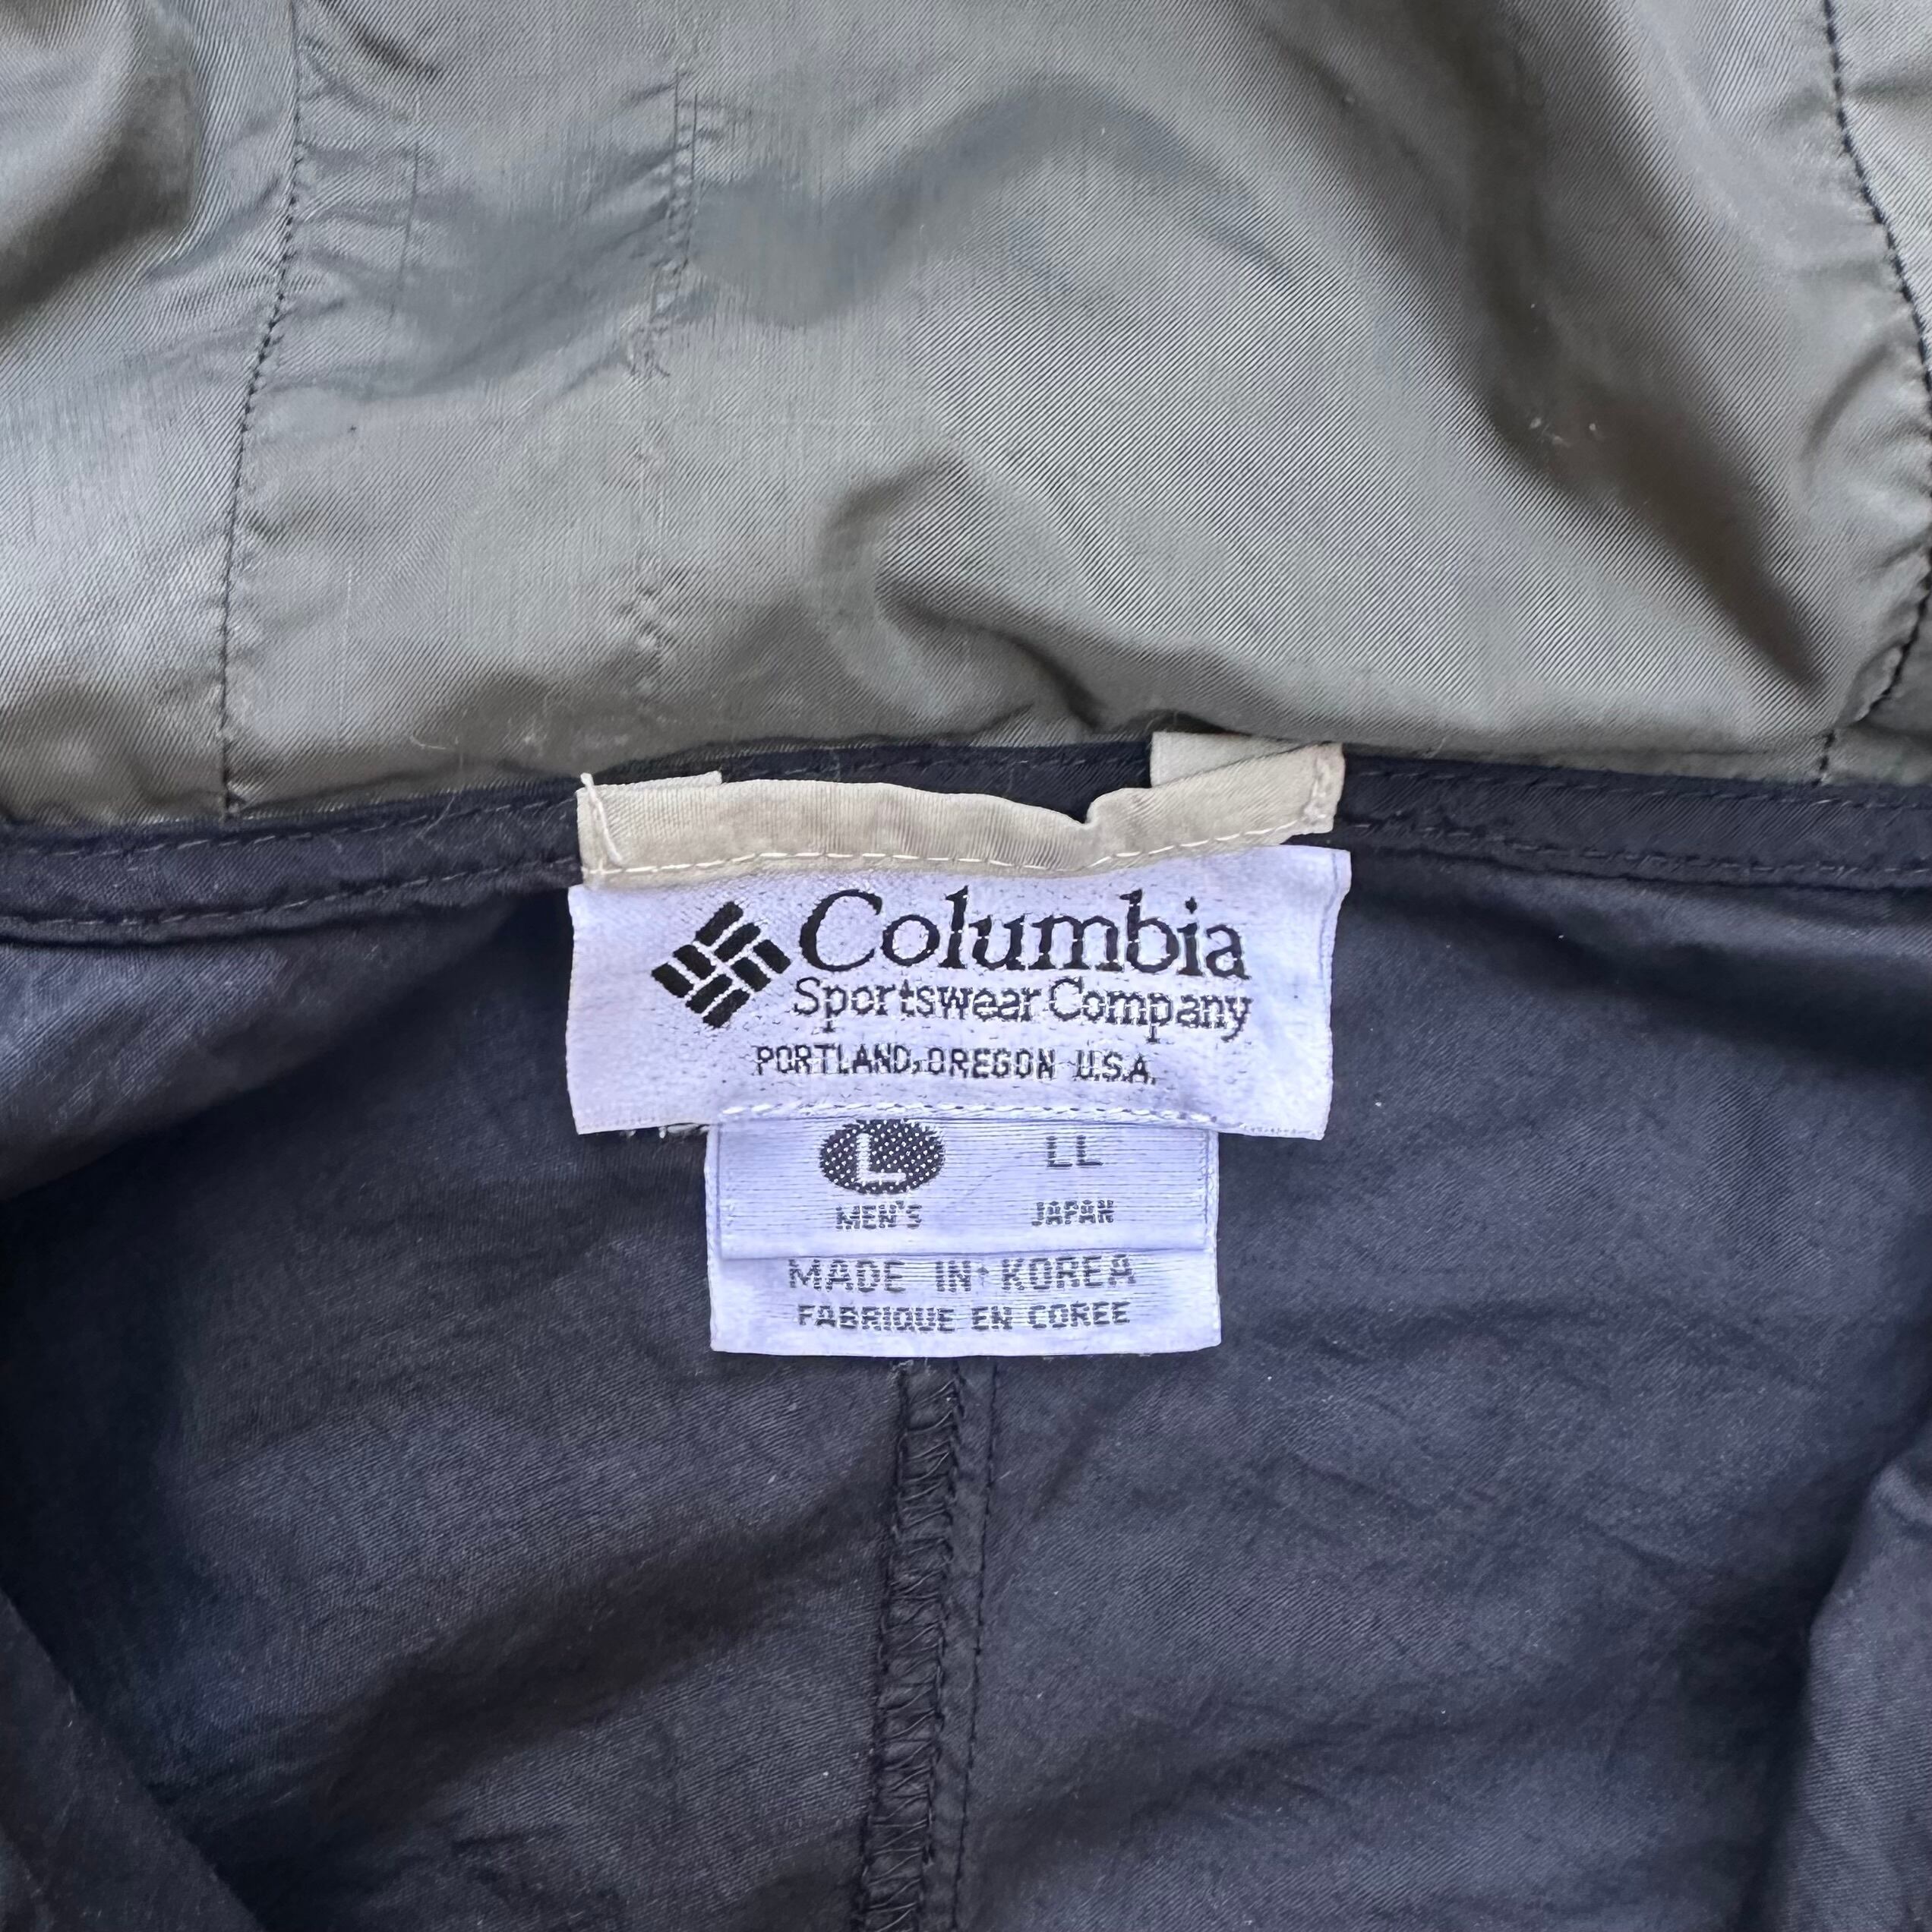 Columbia
Sportswear Company
PORTLAND, OREGON U.S.A.
L LL
MEN'S JAPAN
MADE IN KOREA
FABRIQUE EN COREE